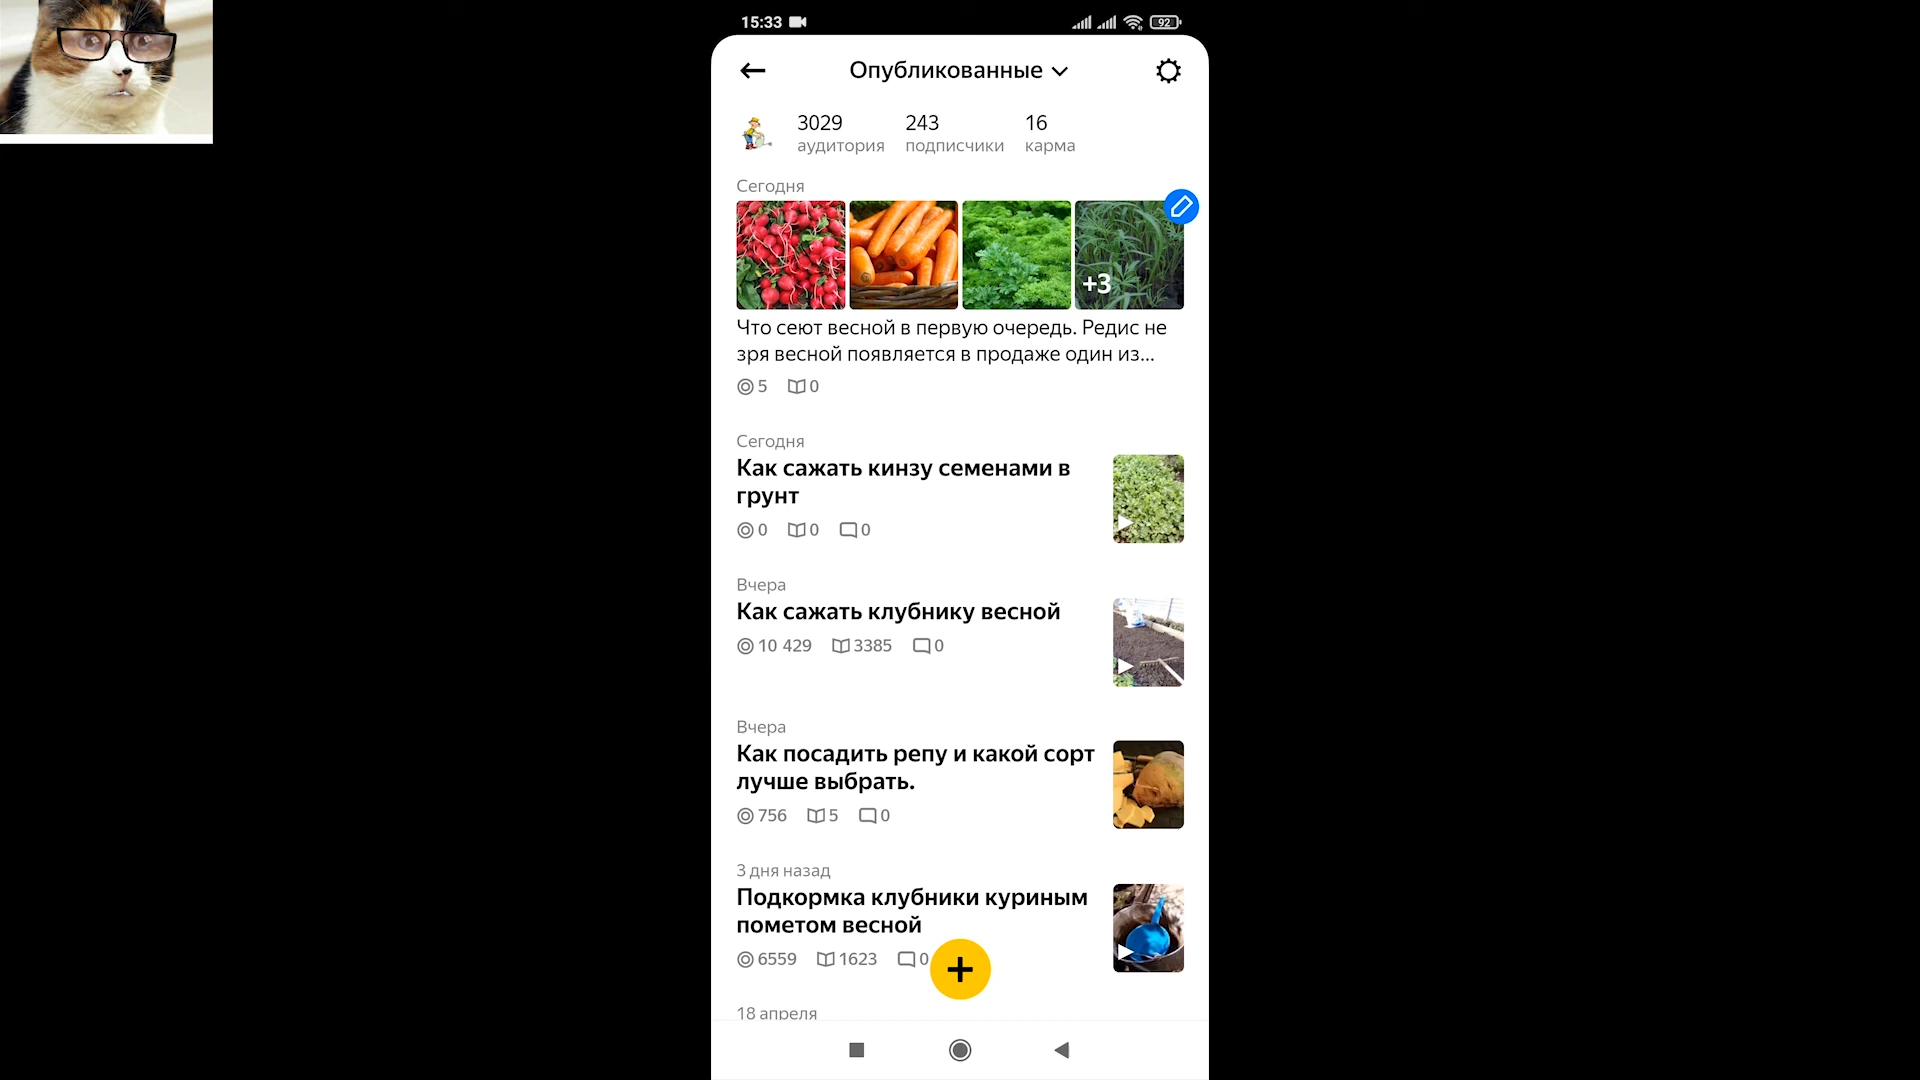 15:33
92
Опубликованные
3029 243 16
аудитория подписчики карма
Сегодня
+3
Что сеют весной в первую очередь. Редис не
зря весной появляется в продаже один из...
5 0
Сегодня
Как сажать кинзу семенами в
грунт
0 0 0
Вчера
Как сажать клубнику весной
10 429 3385 0
Вчера
Как посадить репу и какой сорт
лучше выбрать.
756 5 0
3 дня назад
Подкормка клубники куриным
пометом весной
6559 1623 0
18 апреля